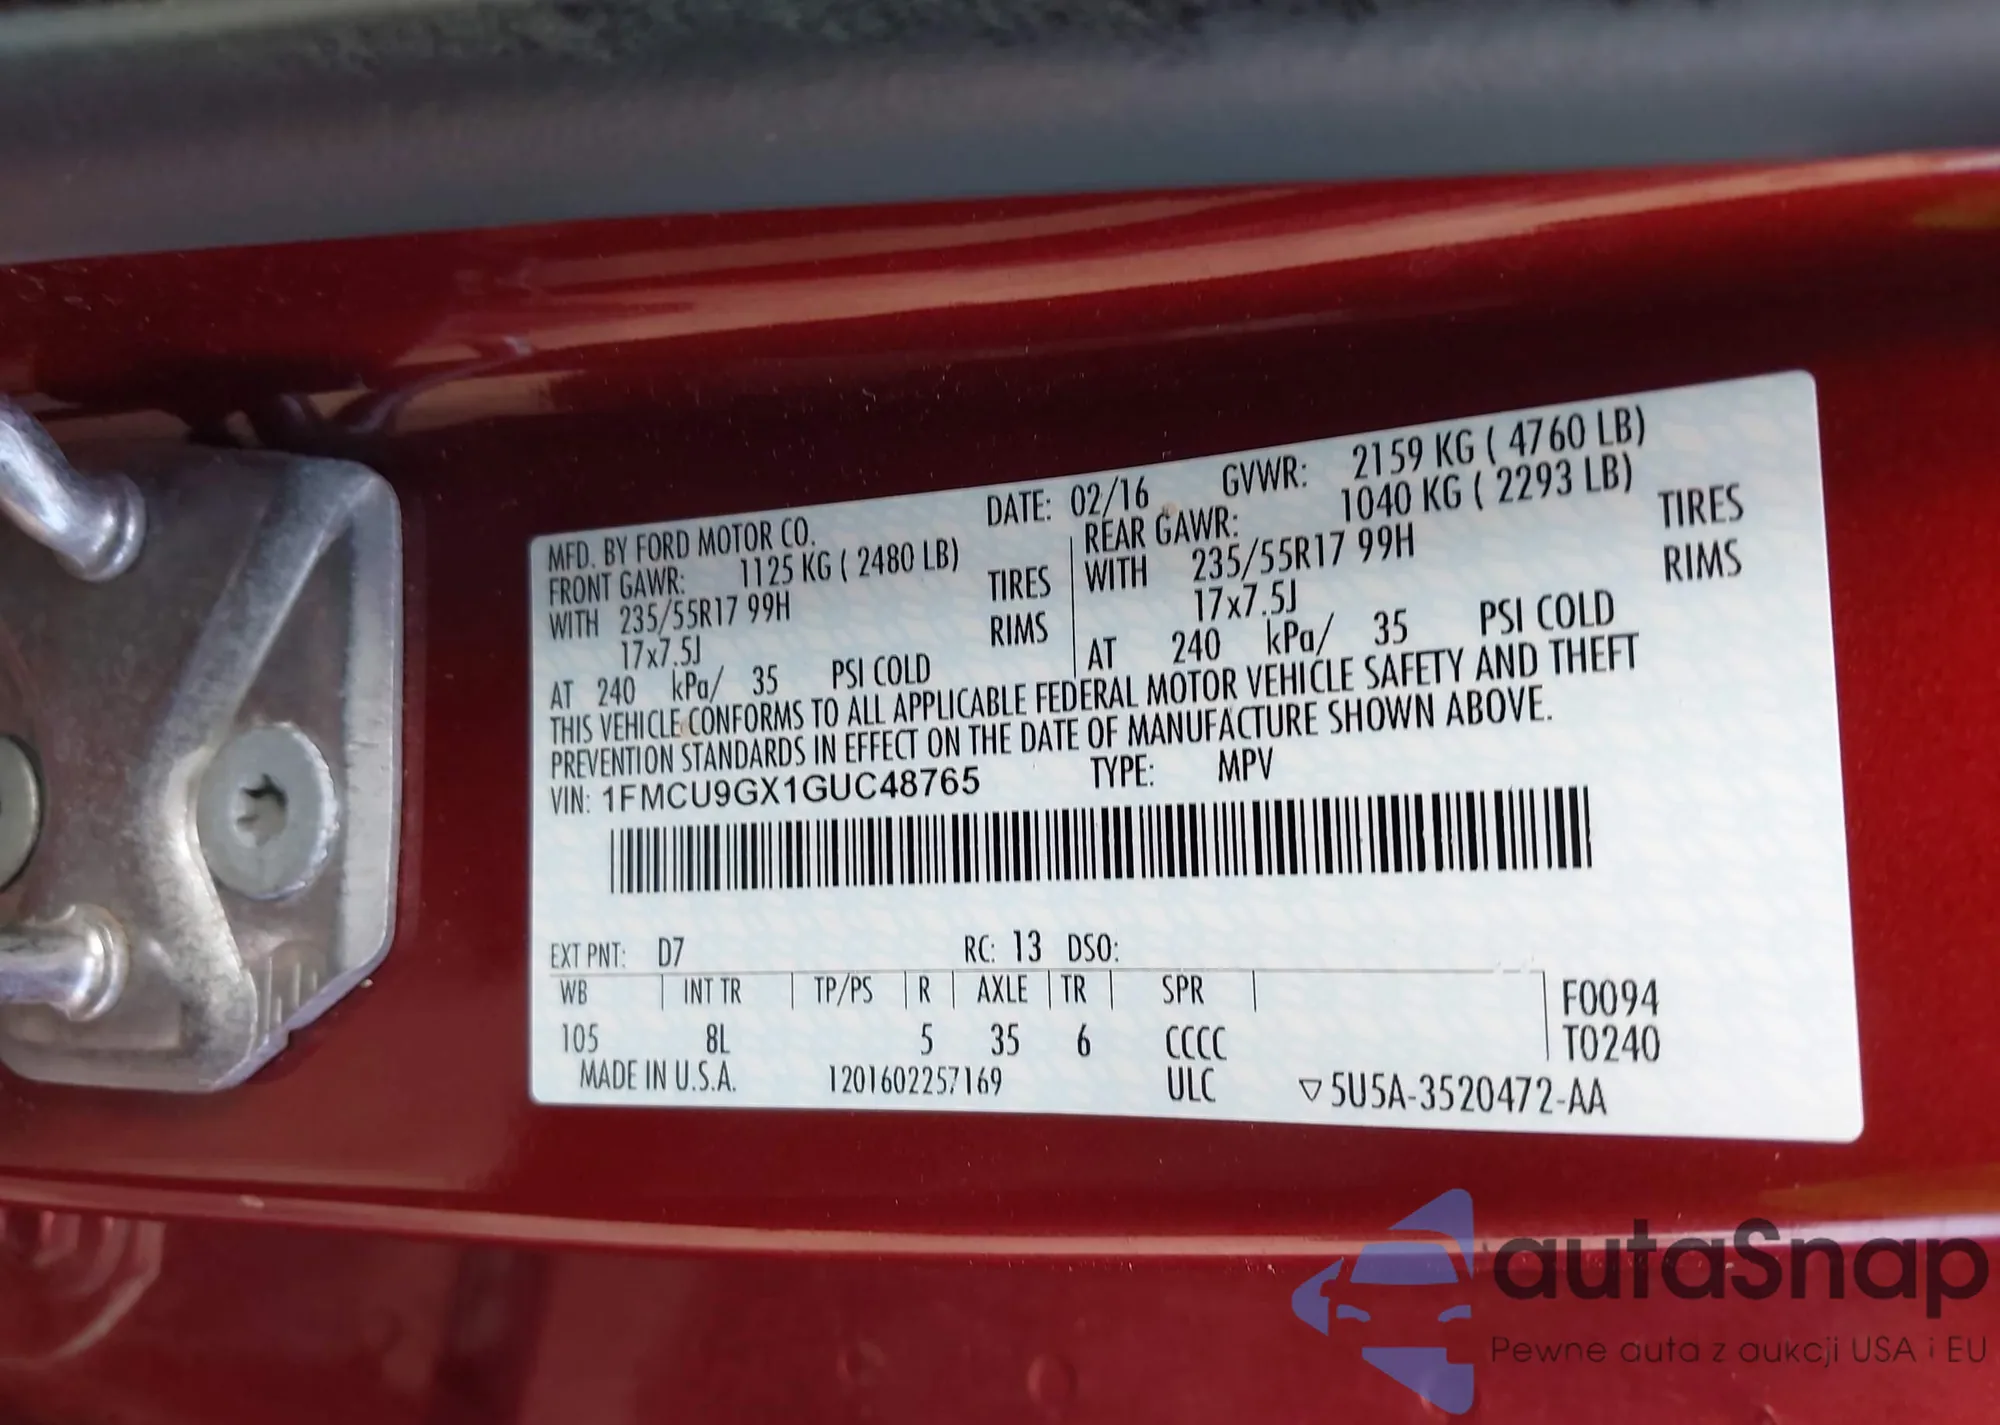 MFD. BY FORD MOTOR CO. DATE: 02/16 GVWR: 2159 KG ( 4760 LB)
FRONT GAWR: 1125 KG ( 2480 LB) REAR GAWR: 1040 KG ( 2293 LB)
WITH 235/55R17 99H TIRES WITH 235/55R17 99H TIRES
17x7.5J RIMS 17x7.5J RIMS
AT 240 kPa/ 35 PSI COLD AT 240 kPa/ 35 PSI COLD
THIS VEHICLE CONFORMS TO ALL APPLICABLE FEDERAL MOTOR VEHICLE SAFETY AND THEFT
PREVENTION STANDARDS IN EFFECT ON THE DATE OF MANUFACTURE SHOWN ABOVE.
VIN: 1FMCU9GX1GUC48765 TYPE: MPV
EXT PNT: D7 RC: 13 DSO:
WB INT TR TP/PS R AXLE TR SPR F0094
105 8L 5 35 6 CCCC T0240
MADE IN U.S.A. 1201602257169 ULC ▽5U5A-3520472-AA
autaSnap
Pewne auta z aukcji USA i EU